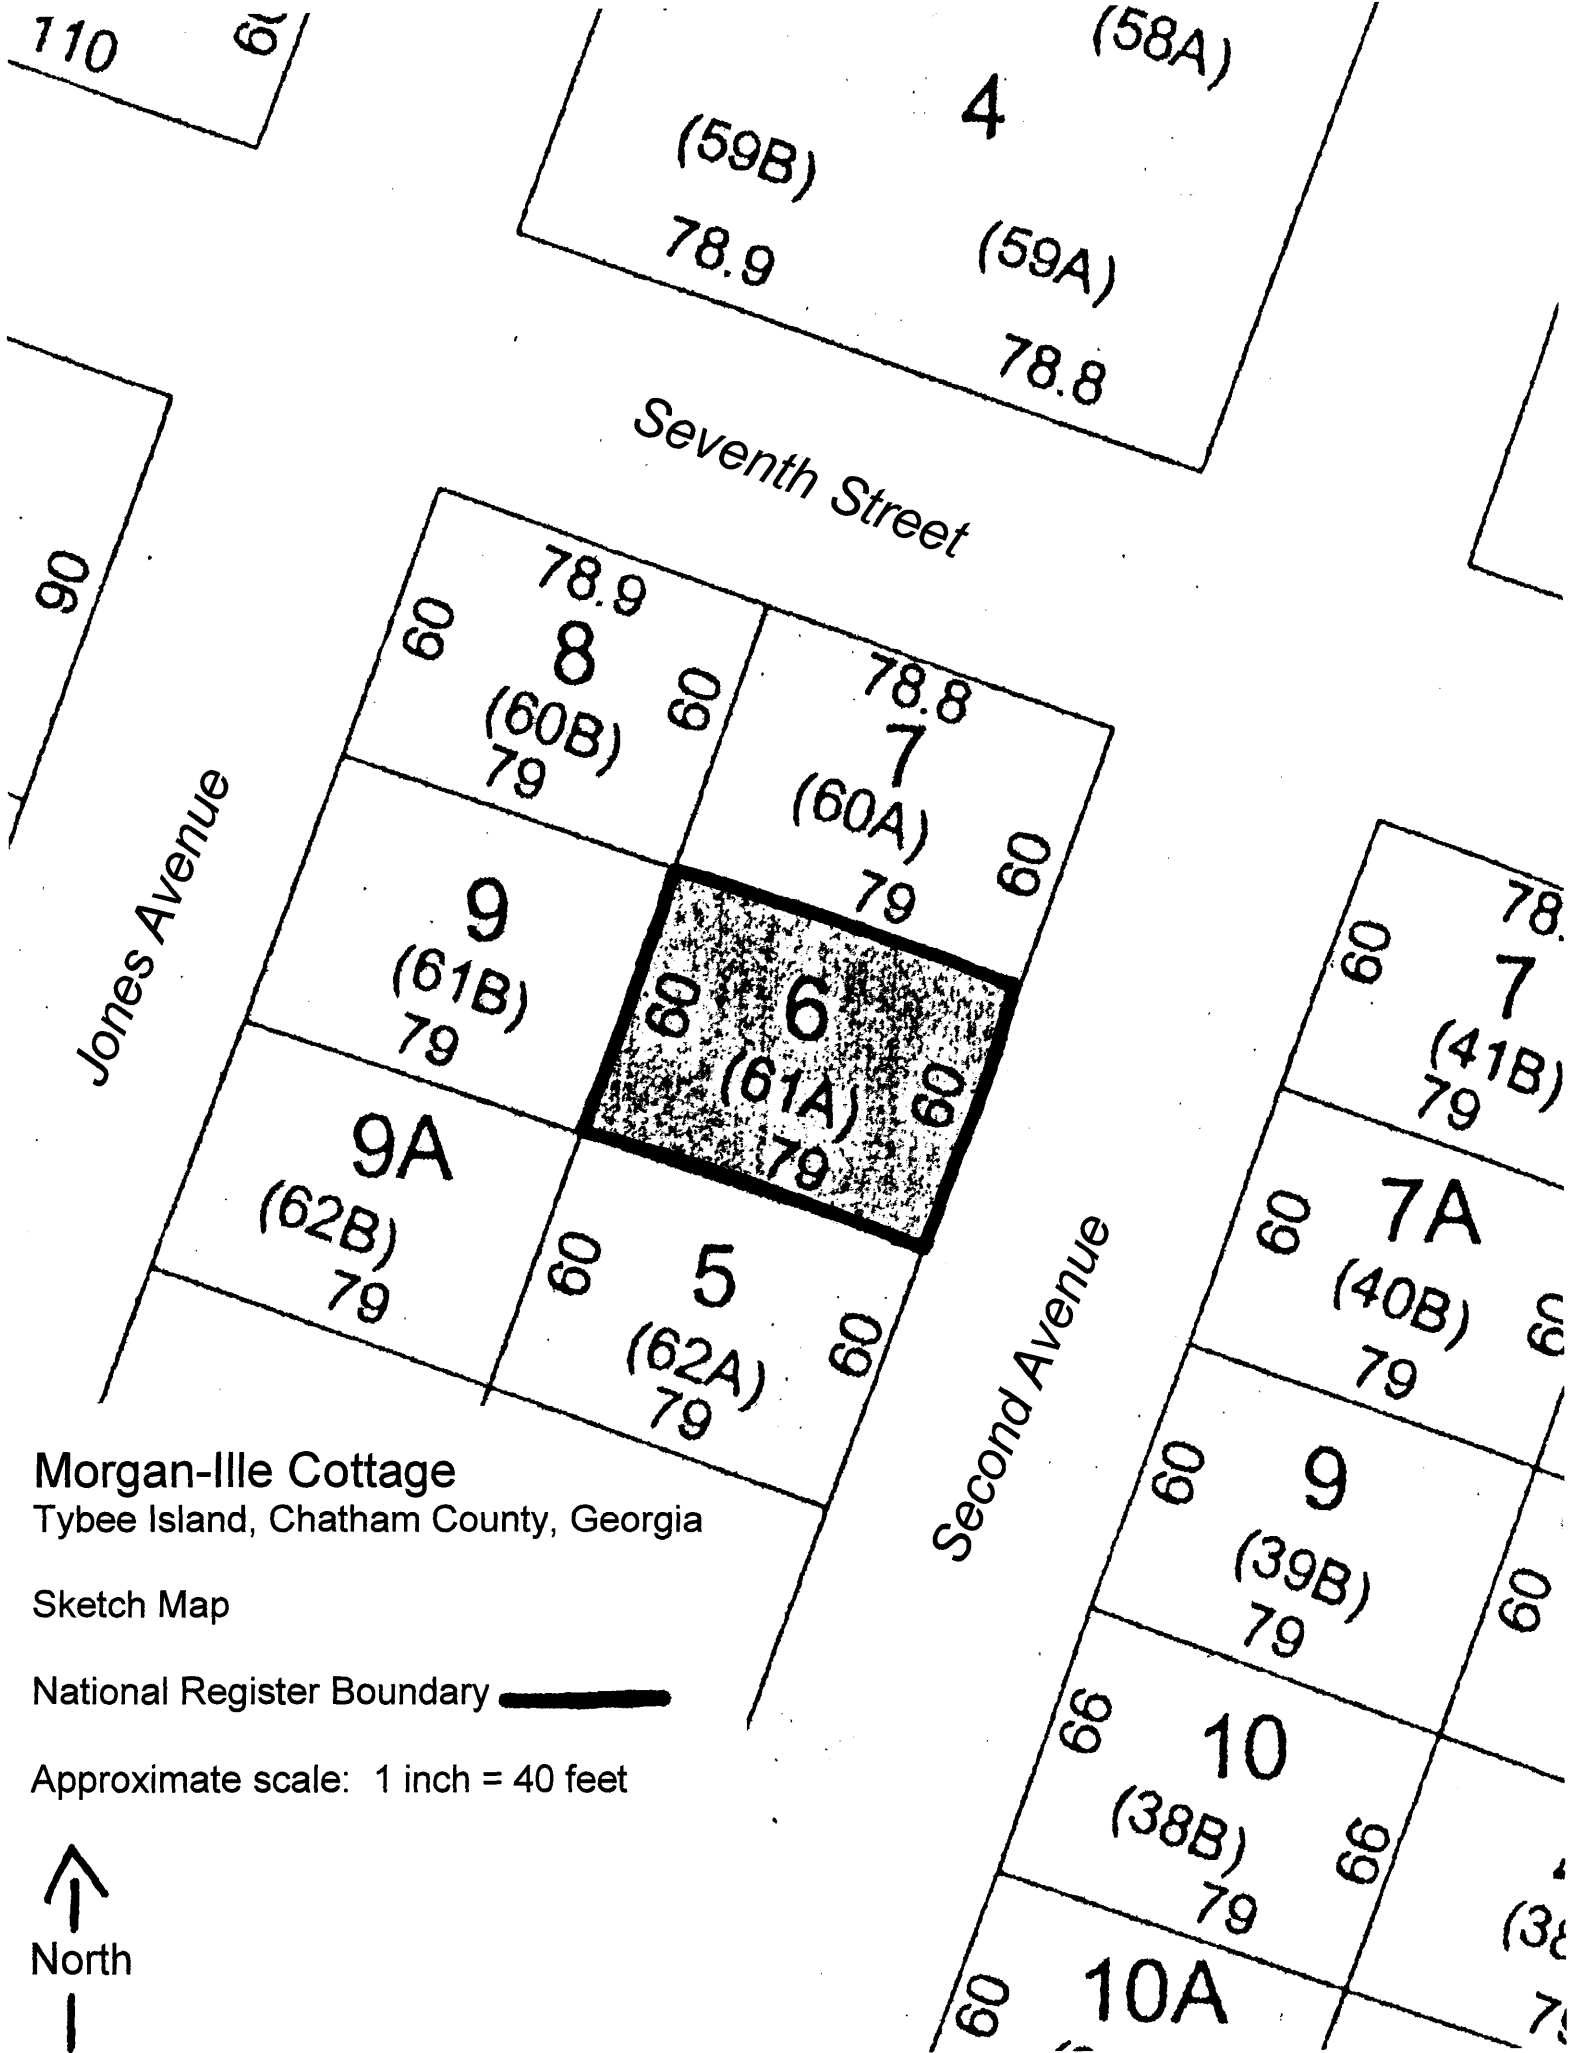 110
(58A)
4
(59B)
78.9
(59A)
78.8
Seventh Street
90
78.9
60
8
60
(60B)
79
78.8
7
(60A)
60
79
Jones Avenue
9
(61B)
79
60
6
(61A)
60
79
9A
(62B)
79
60
5
(62A)
60
79
Second Avenue
78.
60
7
(41B)
79
60
7A
(40B)
79
60
9
(39B)
79
60
66
10
(38B)
66
79
60
10A
Morgan-Ille Cottage
Tybee Island, Chatham County, Georgia
Sketch Map
National Register Boundary
Approximate scale: 1 inch = 40 feet
North